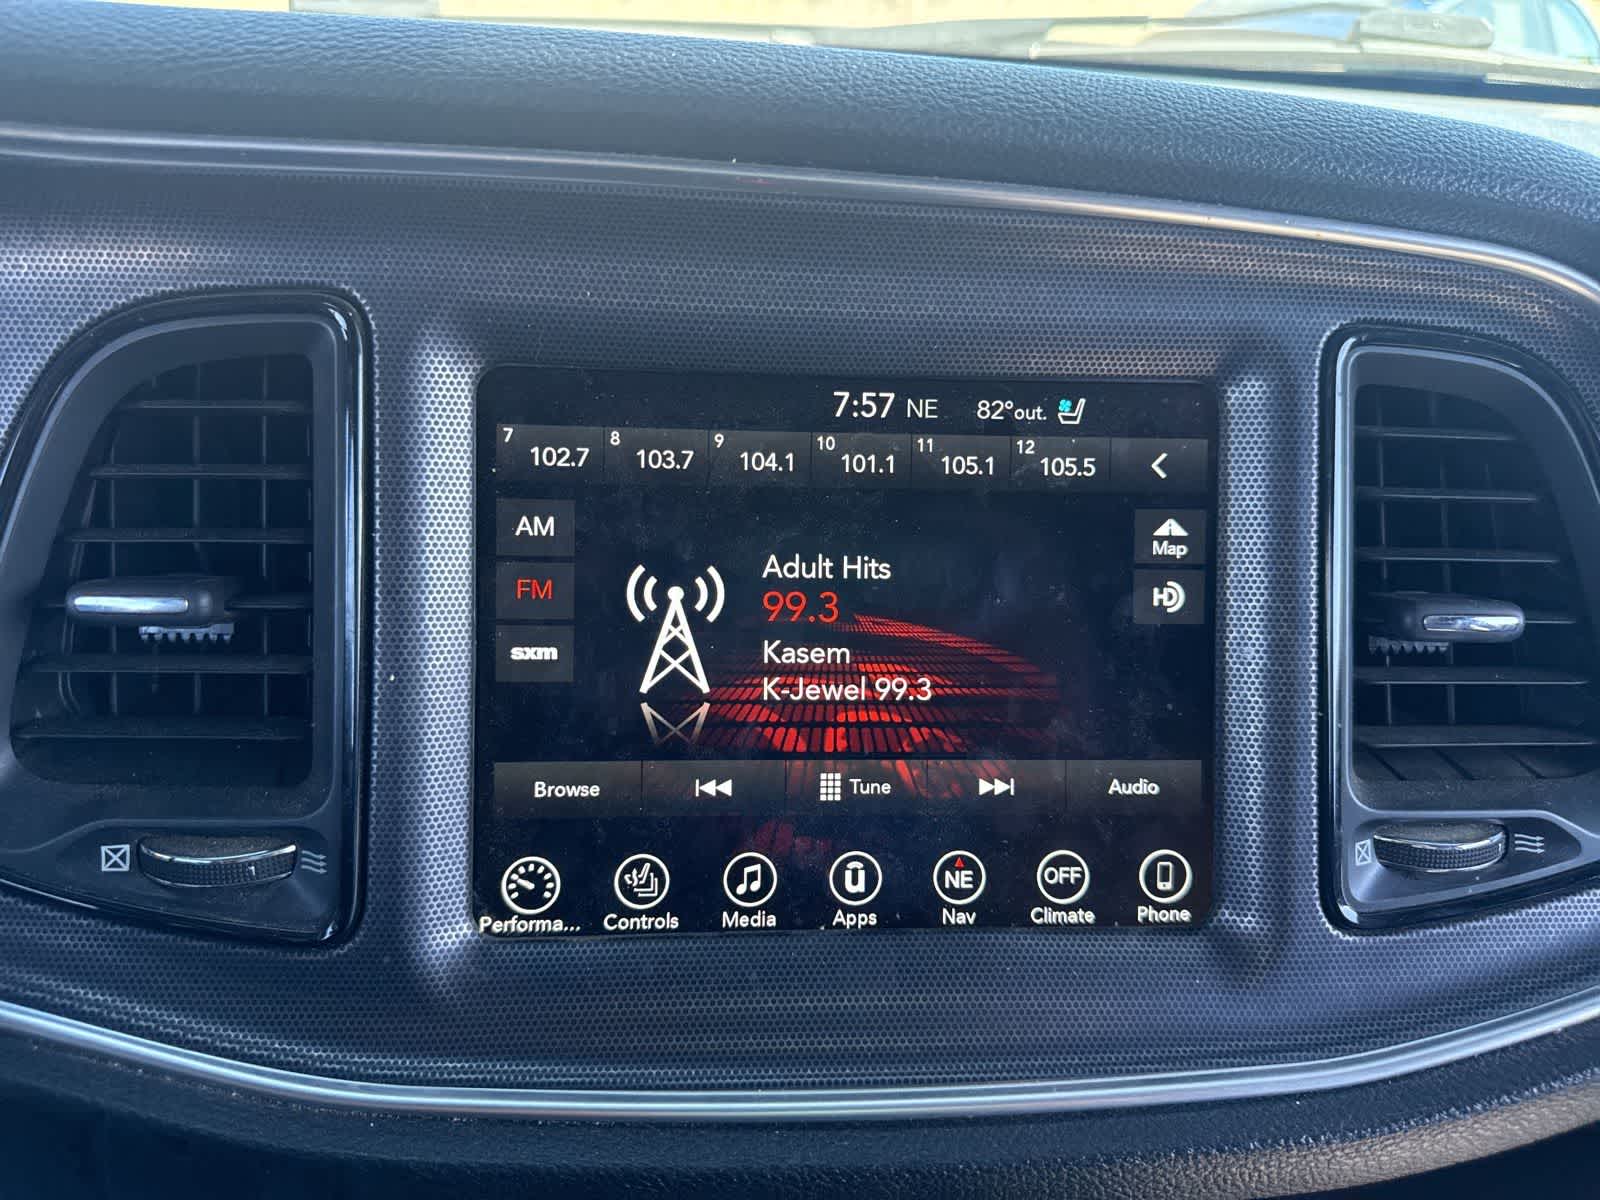 7:57 NE 82°out.
7 102.7 8 103.7 9 104.1 10 101.1 11 105.1 12 105.5
AM
Map
Adult Hits
FM
99.3
HD
sxm
Kasem
K-Jewel 99.3
Browse Tune Audio
NE OFF
Performa... Controls Media Apps Nav Climate Phone